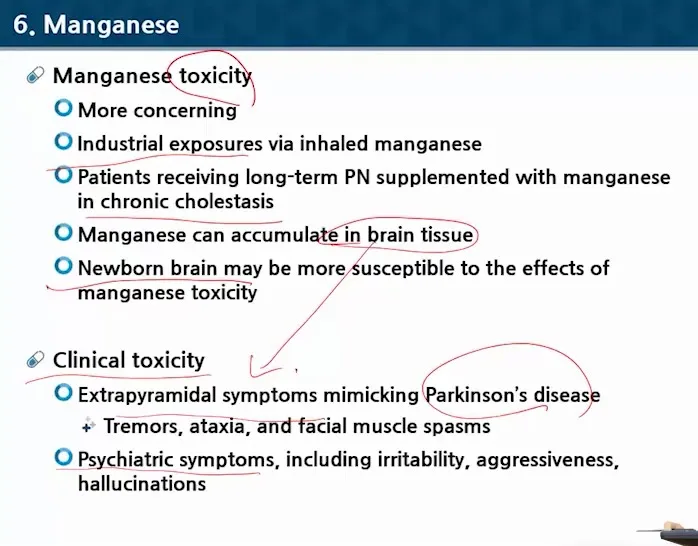 6. Manganese
Manganese toxicity
More concerning
Industrial exposures via inhaled manganese
Patients receiving long-term PN supplemented with manganese
in chronic cholestasis
Manganese can accumulate in brain tissue
Newborn brain may be more susceptible to the effects of
manganese toxicity
Clinical toxicity
Extrapyramidal symptoms mimicking Parkinson's disease
Tremors, ataxia, and facial muscle spasms
Psychiatric symptoms, including irritability, aggressiveness,
hallucinations